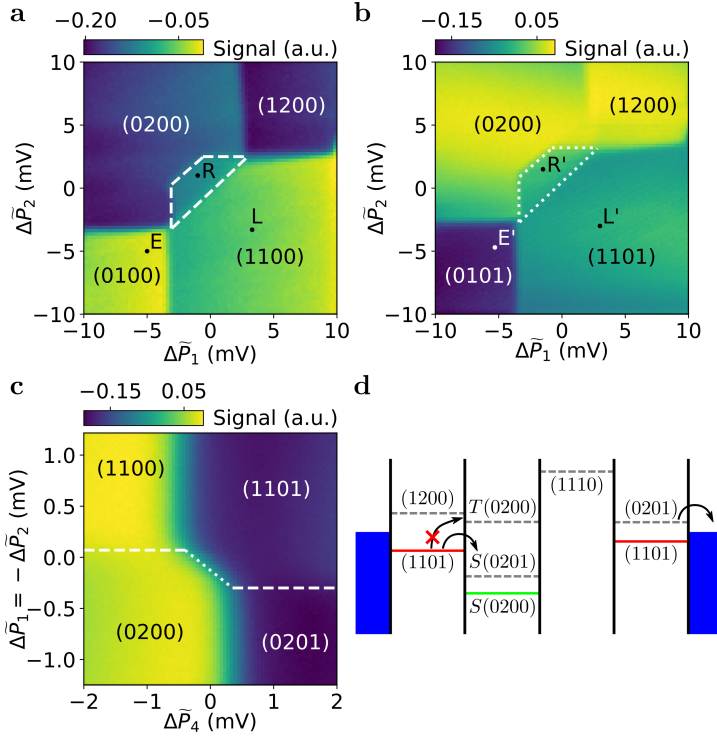 a
−0.20 −0.05
Signal (a.u.)
(0200)
(1200)
R
L
E
(0100)
(1100)
10
5
0
−5
−10
ΔP̃₂ (mV)
−10 −5 0 5 10
ΔP̃₁ (mV)
b
−0.15 0.05
Signal (a.u.)
(0200)
(1200)
R'
L'
E'
(0101)
(1101)
10
5
0
−5
−10
ΔP̃₂ (mV)
−10 −5 0 5 10
ΔP̃₁ (mV)
c
−0.15 0.05
Signal (a.u.)
(1100)
(1101)
(0200)
(0201)
1.0
0.5
0.0
−0.5
−1.0
ΔP̃₁ = − ΔP̃₂ (mV)
−2 −1 0 1 2
ΔP̃₄ (mV)
d
(1200)
(1101)
T(0200)
S(0201)
S(0200)
(1110)
(0201)
(1101)